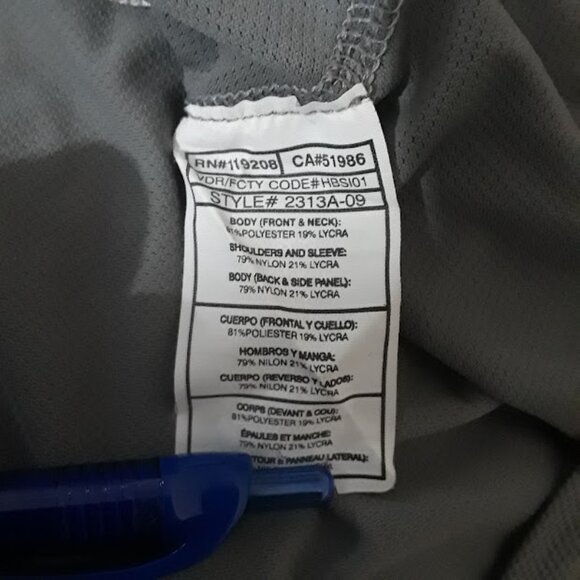 RN#119208 CA#51986
VDR/FCTY CODE#HBSI01
STYLE# 2313A-09
BODY (FRONT & NECK):
81%POLYESTER 19% LYCRA
SHOULDERS AND SLEEVE:
79% NYLON 21% LYCRA
BODY (BACK & SIDE PANEL):
79% NYLON 21% LYCRA
CUERPO (FRONTAL Y CUELLO):
81%POLIESTER 19% LYCRA
HOMBROS Y MANGA:
79% NILON 21% LYCRA
CUERPO (REVERSO Y LADOS):
79% NILON 21% LYCRA
CORPS (DEVANT & COU):
81%POLYESTER 19% LYCRA
ÉPAULES ET MANCHE:
79% NYLON 21% LYCRA
PANNEAU LATERAL):